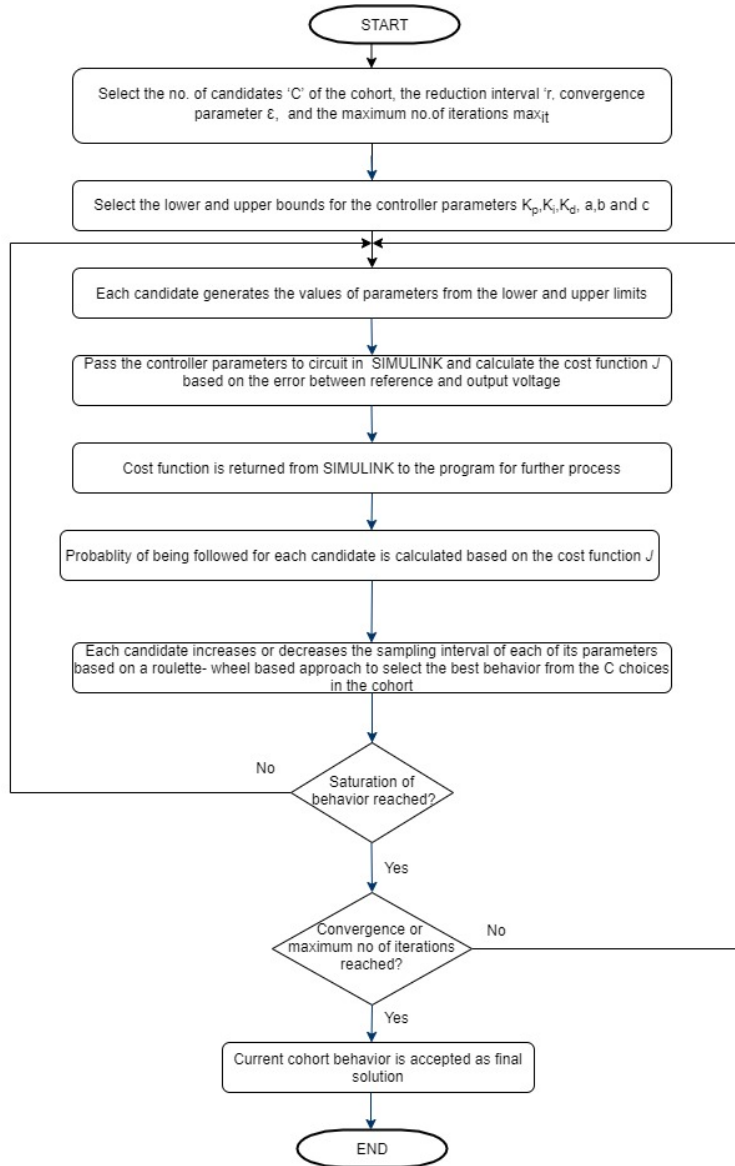 START
Select the no. of candidates ‘C’ of the cohort, the reduction interval ‘r, convergence
parameter ε, and the maximum no.of iterations max_it
Select the lower and upper bounds for the controller parameters K_p,K_i,K_d, a,b and c
Each candidate generates the values of parameters from the lower and upper limits
Pass the controller parameters to circuit in SIMULINK and calculate the cost function J
based on the error between reference and output voltage
Cost function is returned from SIMULINK to the program for further process
Probablity of being followed for each candidate is calculated based on the cost function J
Each candidate increases or decreases the sampling interval of each of its parameters
based on a roulette- wheel based approach to select the best behavior from the C choices
in the cohort
No
Saturation of
behavior reached?
Yes
Convergence or
maximum no of iterations
reached?
No
Yes
Current cohort behavior is accepted as final
solution
END